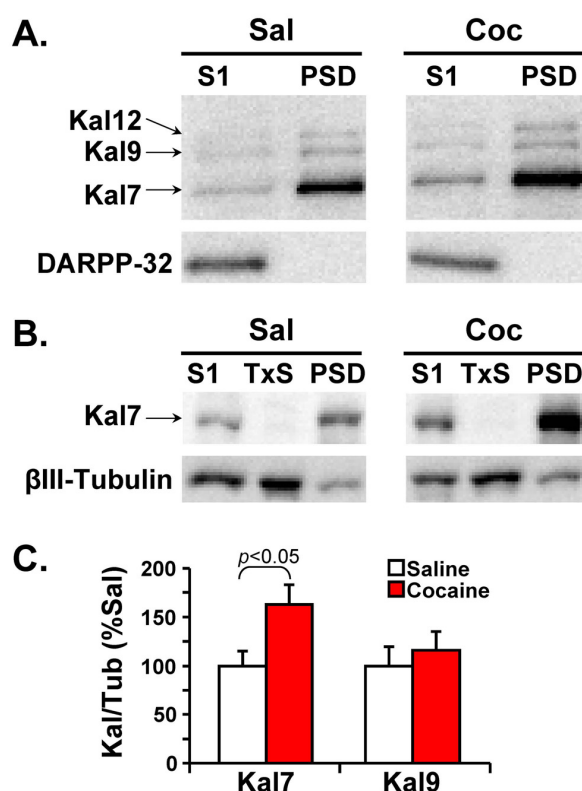 A.
Sal Coc
S1 PSD S1 PSD
Kal12
Kal9
Kal7
DARPP-32
B.
Sal Coc
S1 TxS PSD S1 TxS PSD
Kal7
βIII-Tubulin
C.
Kal/Tub (%Sal)
200
150
100
50
0
p<0.05
Saline
Cocaine
Kal7 Kal9